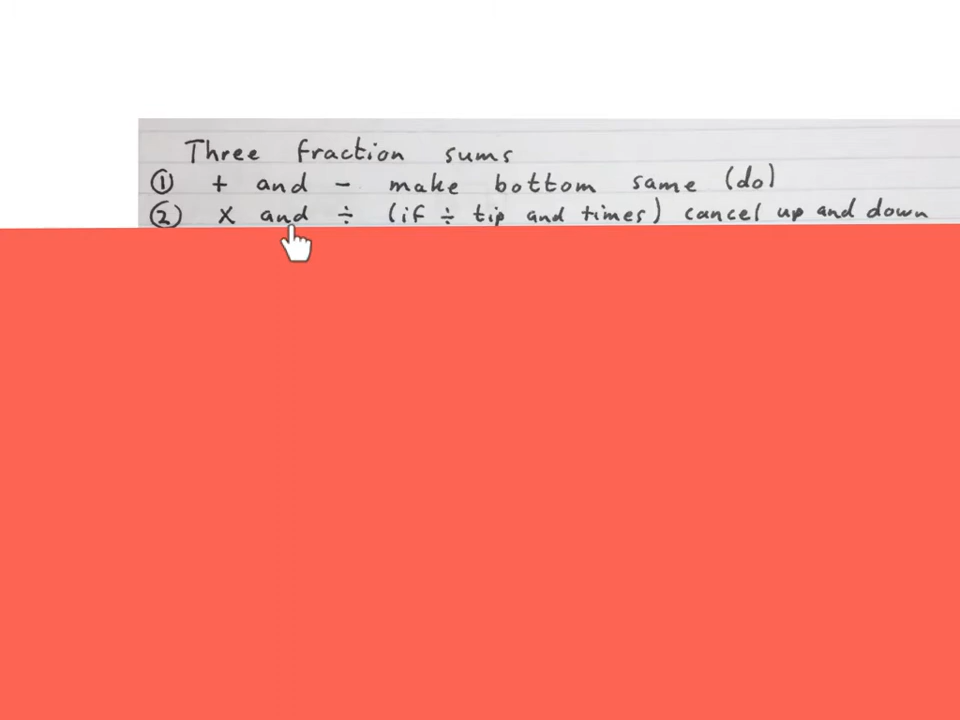 Three fraction sums
① + and − make bottom same (do)
② × and ÷ (if ÷ tip and times) cancel up and down